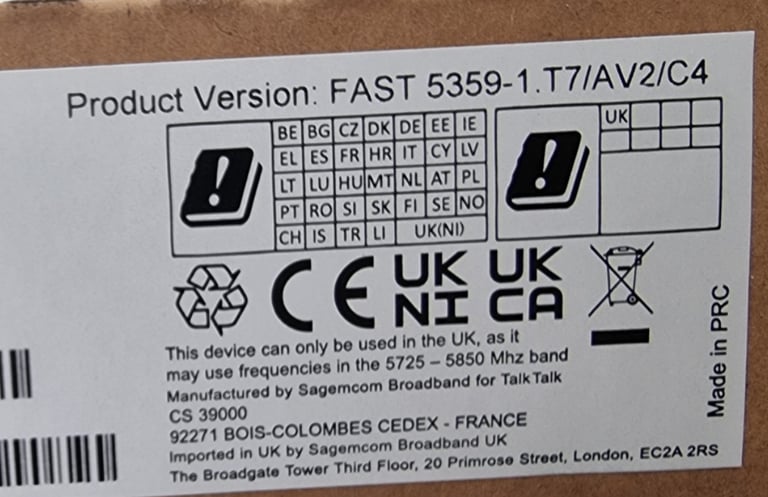 Product Version: FAST 5359-1.T7/AV2/C4
BE BG CZ DK DE EE IE
EL ES FR HR IT CY LV
LT LU HU MT NL AT PL
PT RO SI SK FI SE NO
CH IS TR LI UK(NI)
UK
CE UK NI UK CA
This device can only be used in the UK, as it
may use frequencies in the 5725 – 5850 Mhz band
Manufactured by Sagemcom Broadband for TalkTalk
CS 39000
92271 BOIS-COLOMBES CEDEX - FRANCE
Imported in UK by Sagemcom Broadband UK
The Broadgate Tower Third Floor, 20 Primrose Street, London, EC2A 2RS
Made in PRC